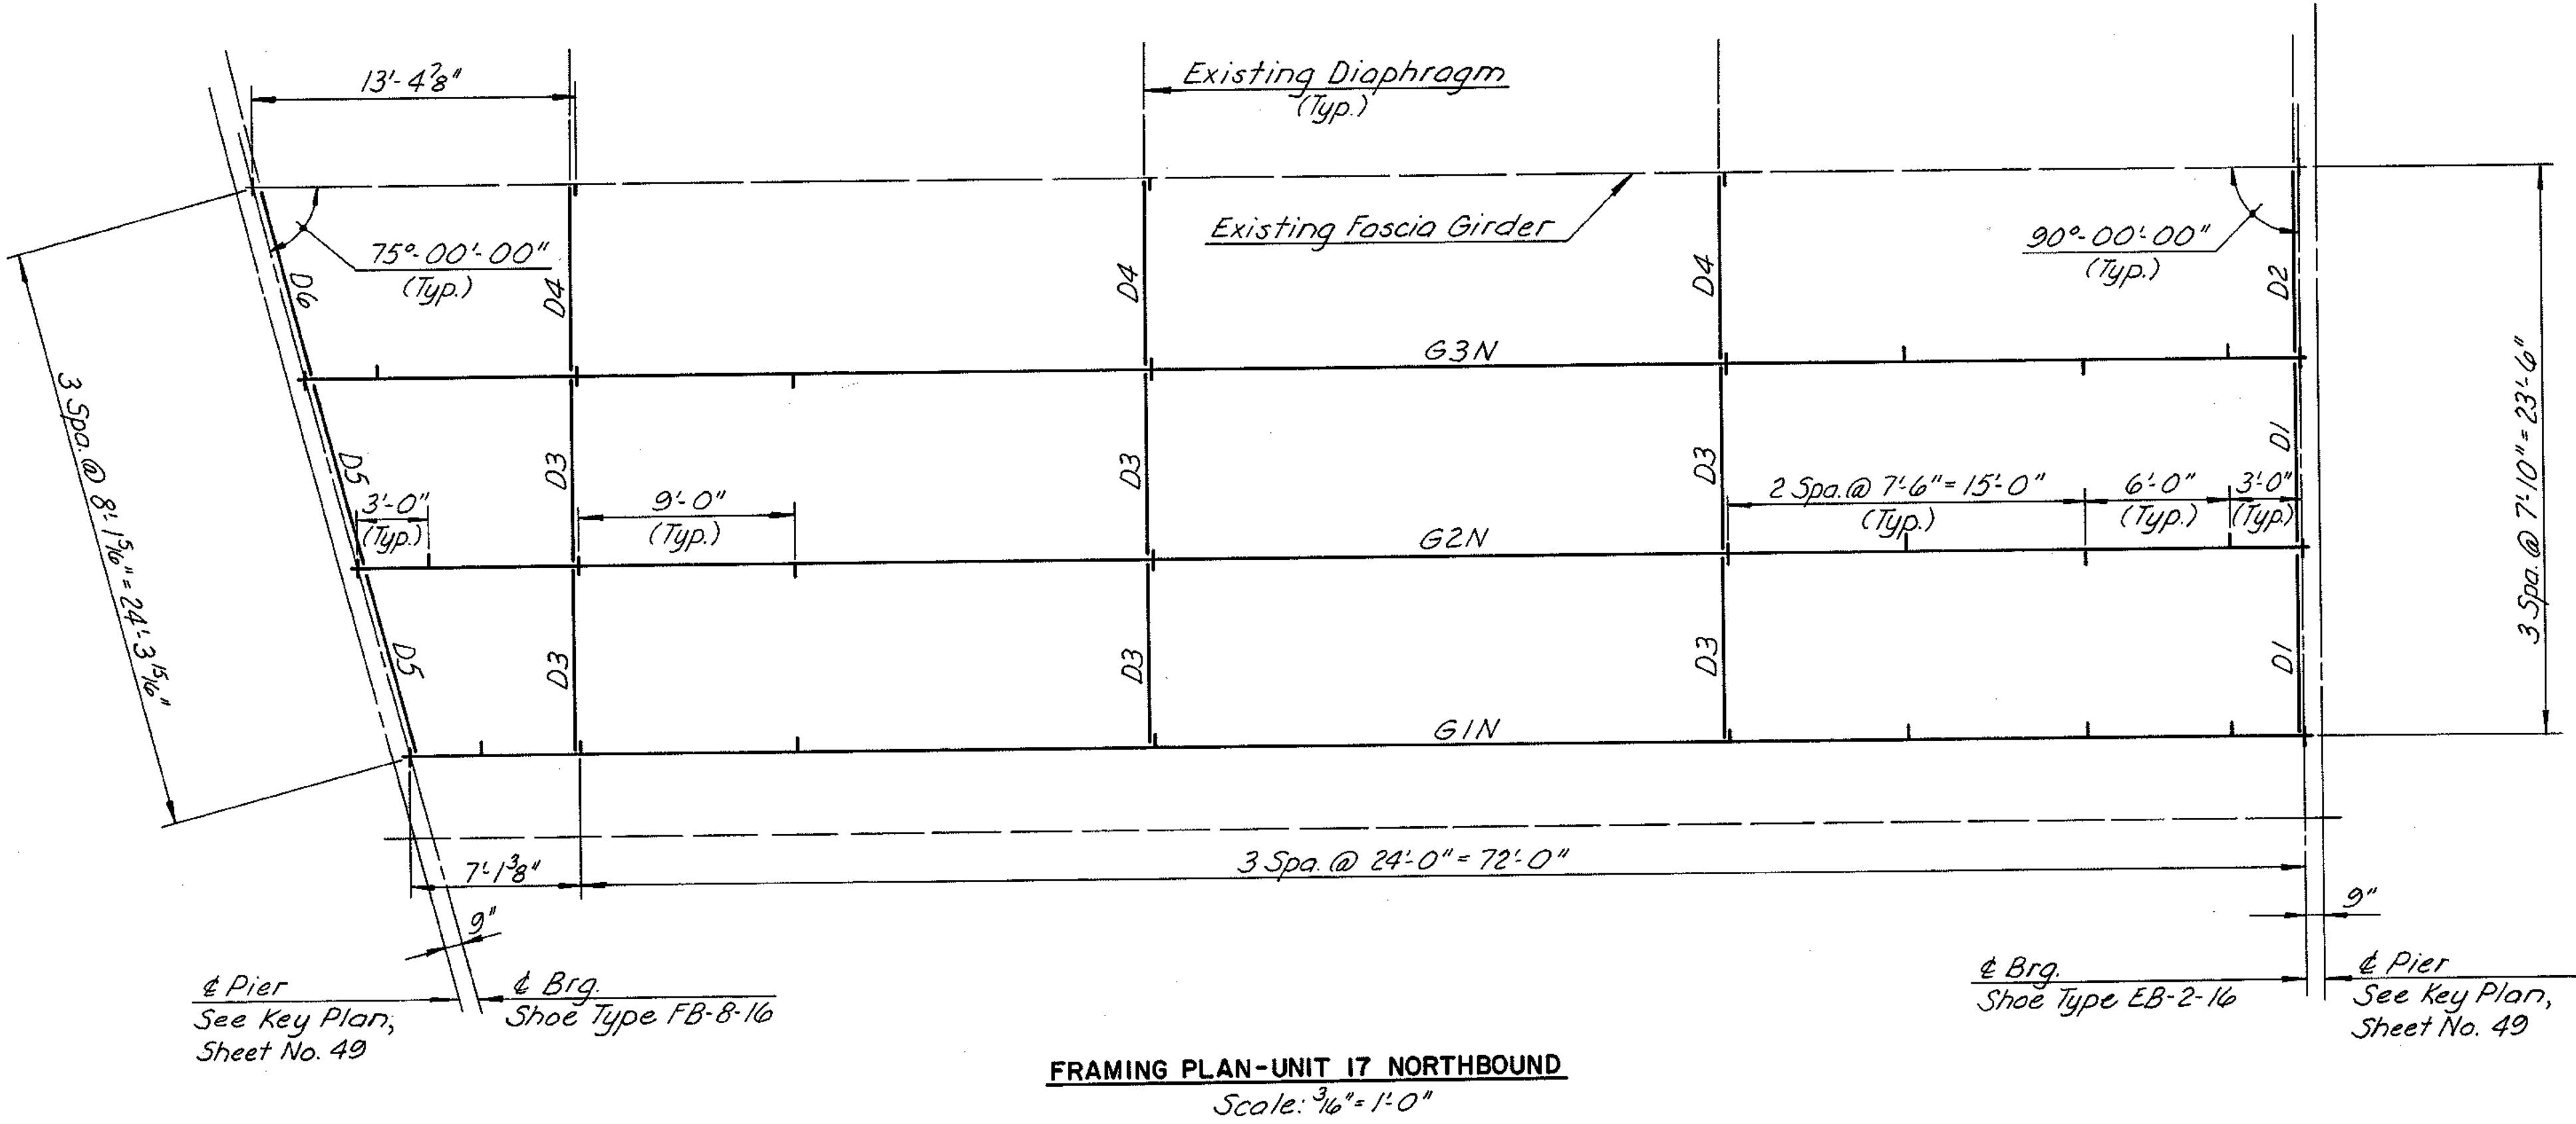 13'-4 7/8"
Existing Diaphragm
(Typ.)
Existing Fascia Girder
75°-00'-00"
(Typ.)
90°-00'-00"
(Typ.)
D6
D4
D4
D4
D2
G3N
3 Spa. @ 8'-1 5/16" = 24'-3 15/16"
3 Spa. @ 7'-10" = 23'-6"
D5
D3
D3
D3
D1
3'-0"
(Typ.)
9'-0"
(Typ.)
2 Spa. @ 7'-6" = 15'-0"
(Typ.)
6'-0"
(Typ.)
3'-0"
(Typ.)
G2N
D5
D3
D3
D3
D1
G1N
7'-1 3/8"
3 Spa. @ 24'-0" = 72'-0"
9"
9"
℄ Pier
See Key Plan,
Sheet No. 49
℄ Brg.
Shoe Type FB-8-16
℄ Brg.
Shoe Type EB-2-16
℄ Pier
See Key Plan,
Sheet No. 49
FRAMING PLAN-UNIT 17 NORTHBOUND
Scale: 3/16" = 1'-0"